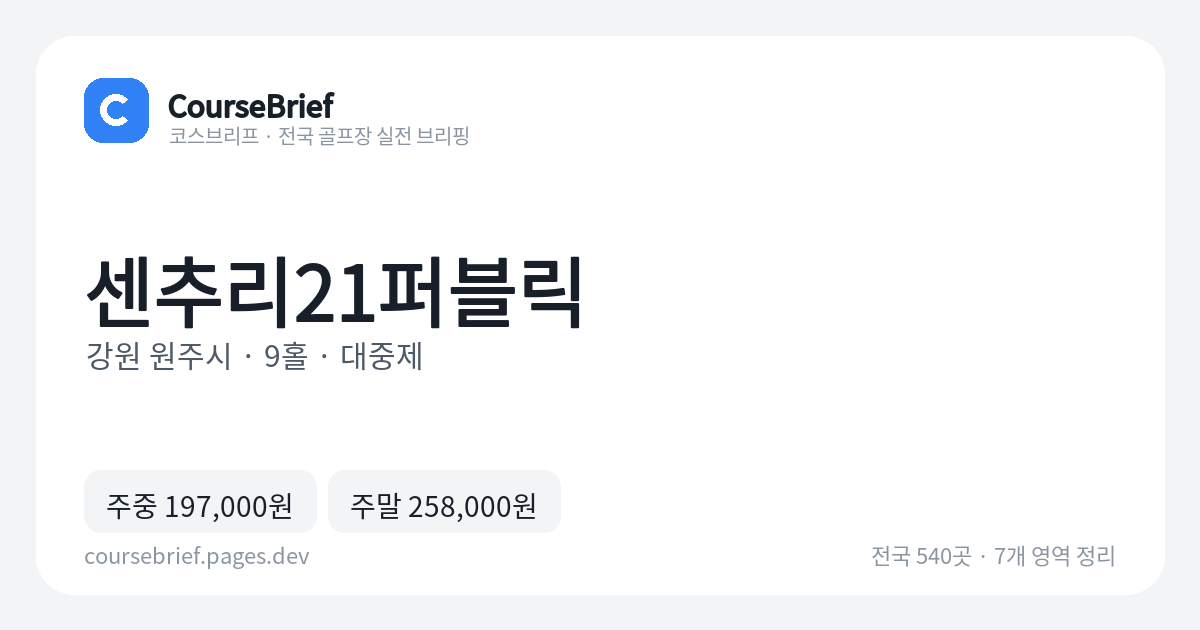 CourseBrief
코스브리프 · 전국 골프장 실전 브리핑
센추리21퍼블릭
강원 원주시 · 9홀 · 대중제
주중 197,000원
주말 258,000원
coursebrief.pages.dev
전국 540곳 · 7개 영역 정리